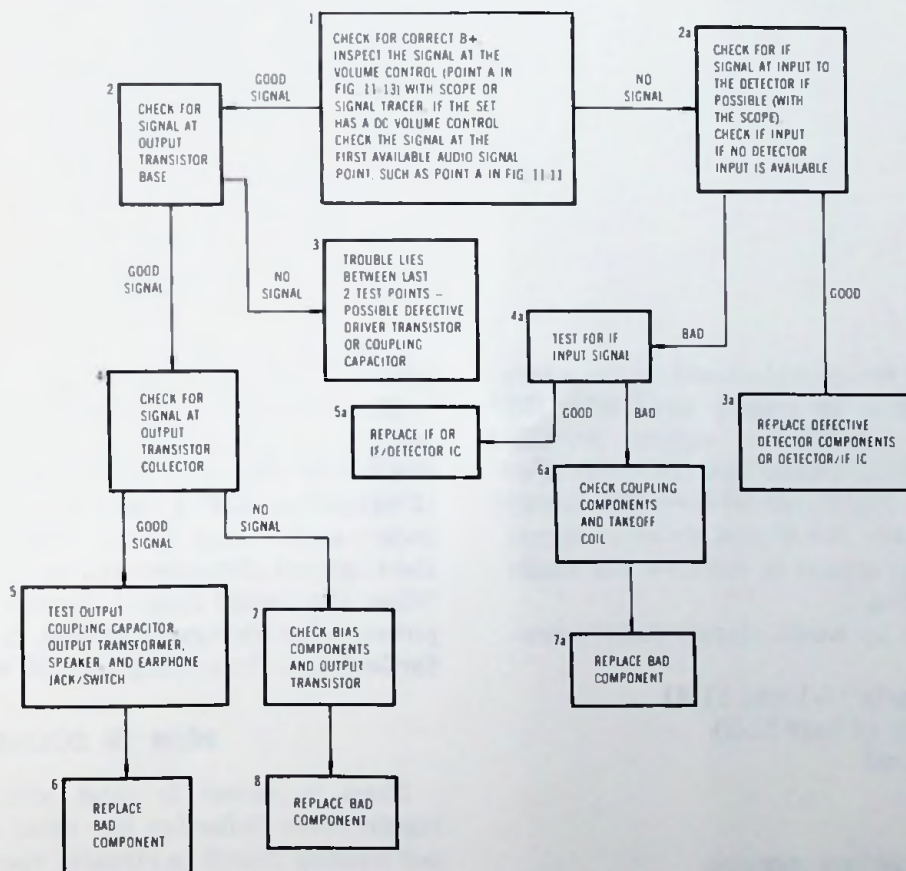 1
CHECK FOR CORRECT B+.
INSPECT THE SIGNAL AT THE
VOLUME CONTROL (POINT A IN
FIG. 11-13) WITH SCOPE OR
SIGNAL TRACER. IF THE SET
HAS A DC VOLUME CONTROL
CHECK THE SIGNAL AT THE
FIRST AVAILABLE AUDIO SIGNAL
POINT, SUCH AS POINT A IN FIG. 11-11
GOOD
SIGNAL
NO
SIGNAL
2
CHECK FOR
SIGNAL AT
OUTPUT
TRANSISTOR
BASE
2a
CHECK FOR IF
SIGNAL AT INPUT TO
THE DETECTOR IF
POSSIBLE (WITH
THE SCOPE).
CHECK IF INPUT
IF NO DETECTOR
INPUT IS AVAILABLE
GOOD
SIGNAL
NO
SIGNAL
3
TROUBLE LIES
BETWEEN LAST
2 TEST POINTS –
POSSIBLE DEFECTIVE
DRIVER TRANSISTOR
OR COUPLING
CAPACITOR
BAD
GOOD
4a
TEST FOR IF
INPUT SIGNAL
3a
REPLACE DEFECTIVE
DETECTOR COMPONENTS
OR DETECTOR/IF IC
4
CHECK FOR
SIGNAL AT
OUTPUT
TRANSISTOR
COLLECTOR
GOOD
BAD
5a
REPLACE IF OR
IF/DETECTOR IC
6a
CHECK COUPLING
COMPONENTS
AND TAKEOFF
COIL
GOOD
SIGNAL
NO
SIGNAL
5
TEST OUTPUT
COUPLING CAPACITOR,
OUTPUT TRANSFORMER,
SPEAKER, AND EARPHONE
JACK/SWITCH
7
CHECK BIAS
COMPONENTS
AND OUTPUT
TRANSISTOR
7a
REPLACE BAD
COMPONENT
6
REPLACE
BAD
COMPONENT
8
REPLACE BAD
COMPONENT